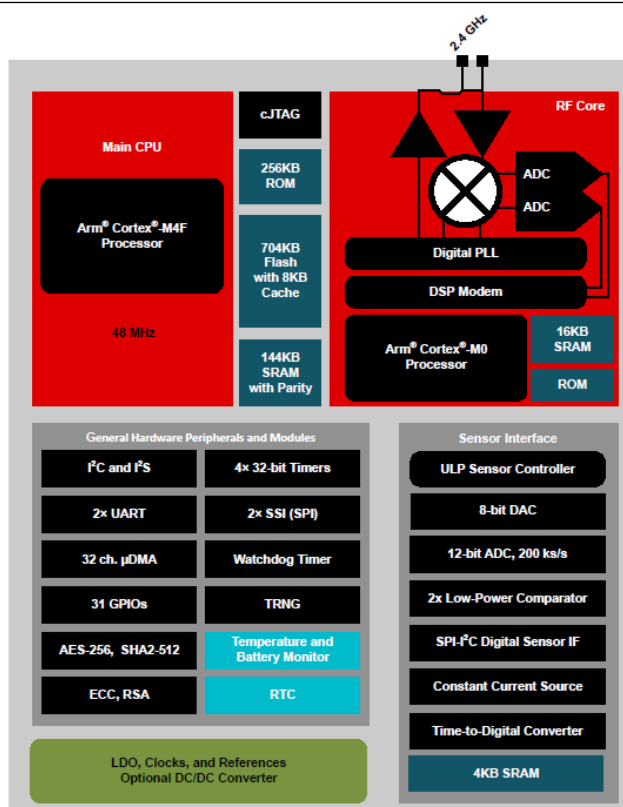 2.4 GHz
Main CPU
Arm® Cortex®-M4F
Processor
48 MHz
cJTAG
256KB
ROM
704KB
Flash
with 8KB
Cache
144KB
SRAM
with Parity
RF Core
ADC
ADC
Digital PLL
DSP Modem
Arm® Cortex®-M0
Processor
16KB
SRAM
ROM
General Hardware Peripherals and Modules
I²C and I²S
4× 32-bit Timers
2× UART
2× SSI (SPI)
32 ch. µDMA
Watchdog Timer
31 GPIOs
TRNG
AES-256, SHA2-512
Temperature and
Battery Monitor
ECC, RSA
RTC
LDO, Clocks, and References
Optional DC/DC Converter
Sensor Interface
ULP Sensor Controller
8-bit DAC
12-bit ADC, 200 ks/s
2x Low-Power Comparator
SPI-I²C Digital Sensor IF
Constant Current Source
Time-to-Digital Converter
4KB SRAM